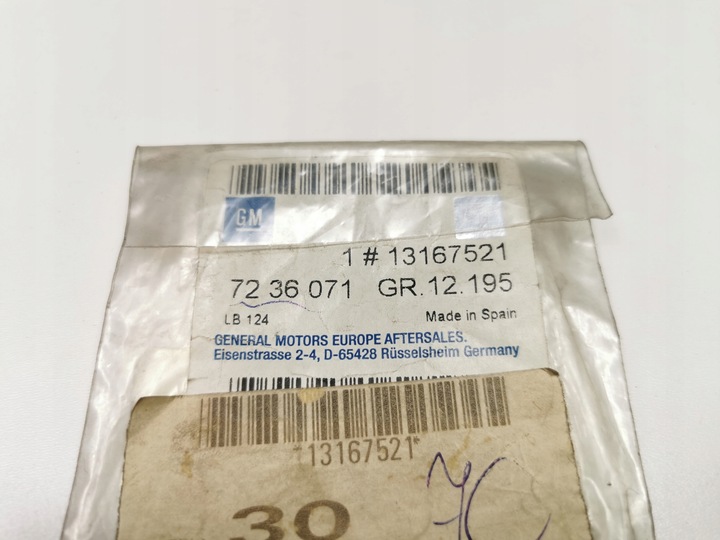 GM
1 # 13167521
72 36 071 GR.12.195
LB 124 Made in Spain
GENERAL MOTORS EUROPE AFTERSALES.
Eisenstrasse 2-4, D-65428 Rüsselsheim Germany
*13167521*
30